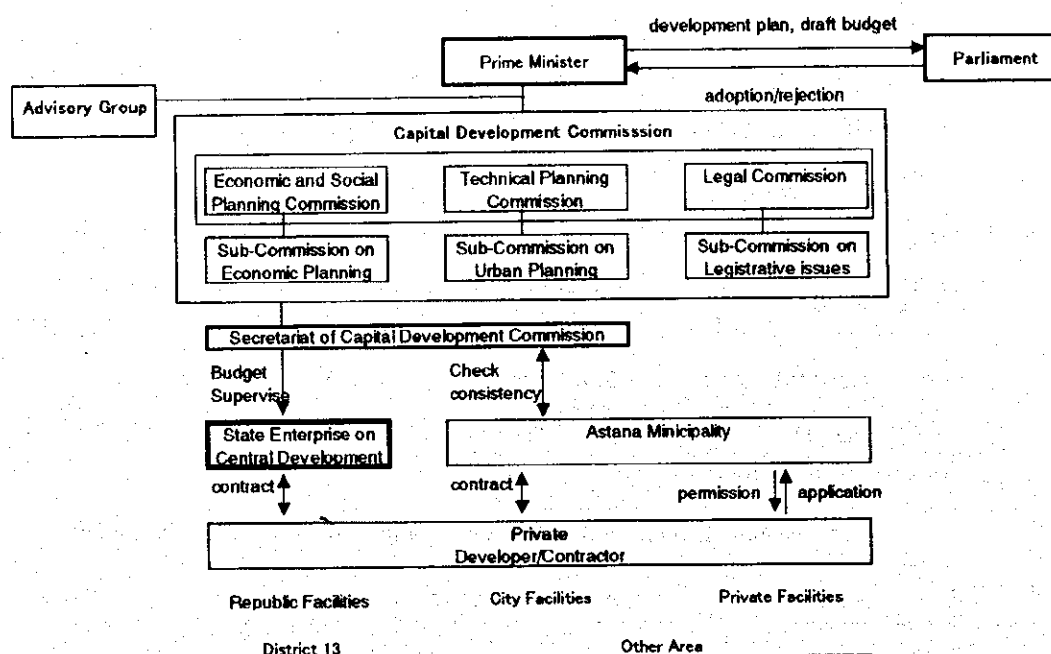 development plan, draft budget
Prime Minister
Parliament
Advisory Group
adoption/rejection
Capital Development Commisssion
Economic and Social
Planning Commission
Technical Planning
Commission
Legal Commission
Sub-Commission on
Economic Planning
Sub-Commission on
Urban Planning
Sub-Commission on
Legistrative issues
Secretariat of Capital Development Commission
Budget
Supervise
Check
consistency
State Enterprise on
Central Development
Astana Minicipality
contract
contract
permission
application
Private
Developer/Contractor
Republic Facilities
City Facilities
Private Facilities
District 13
Other Area